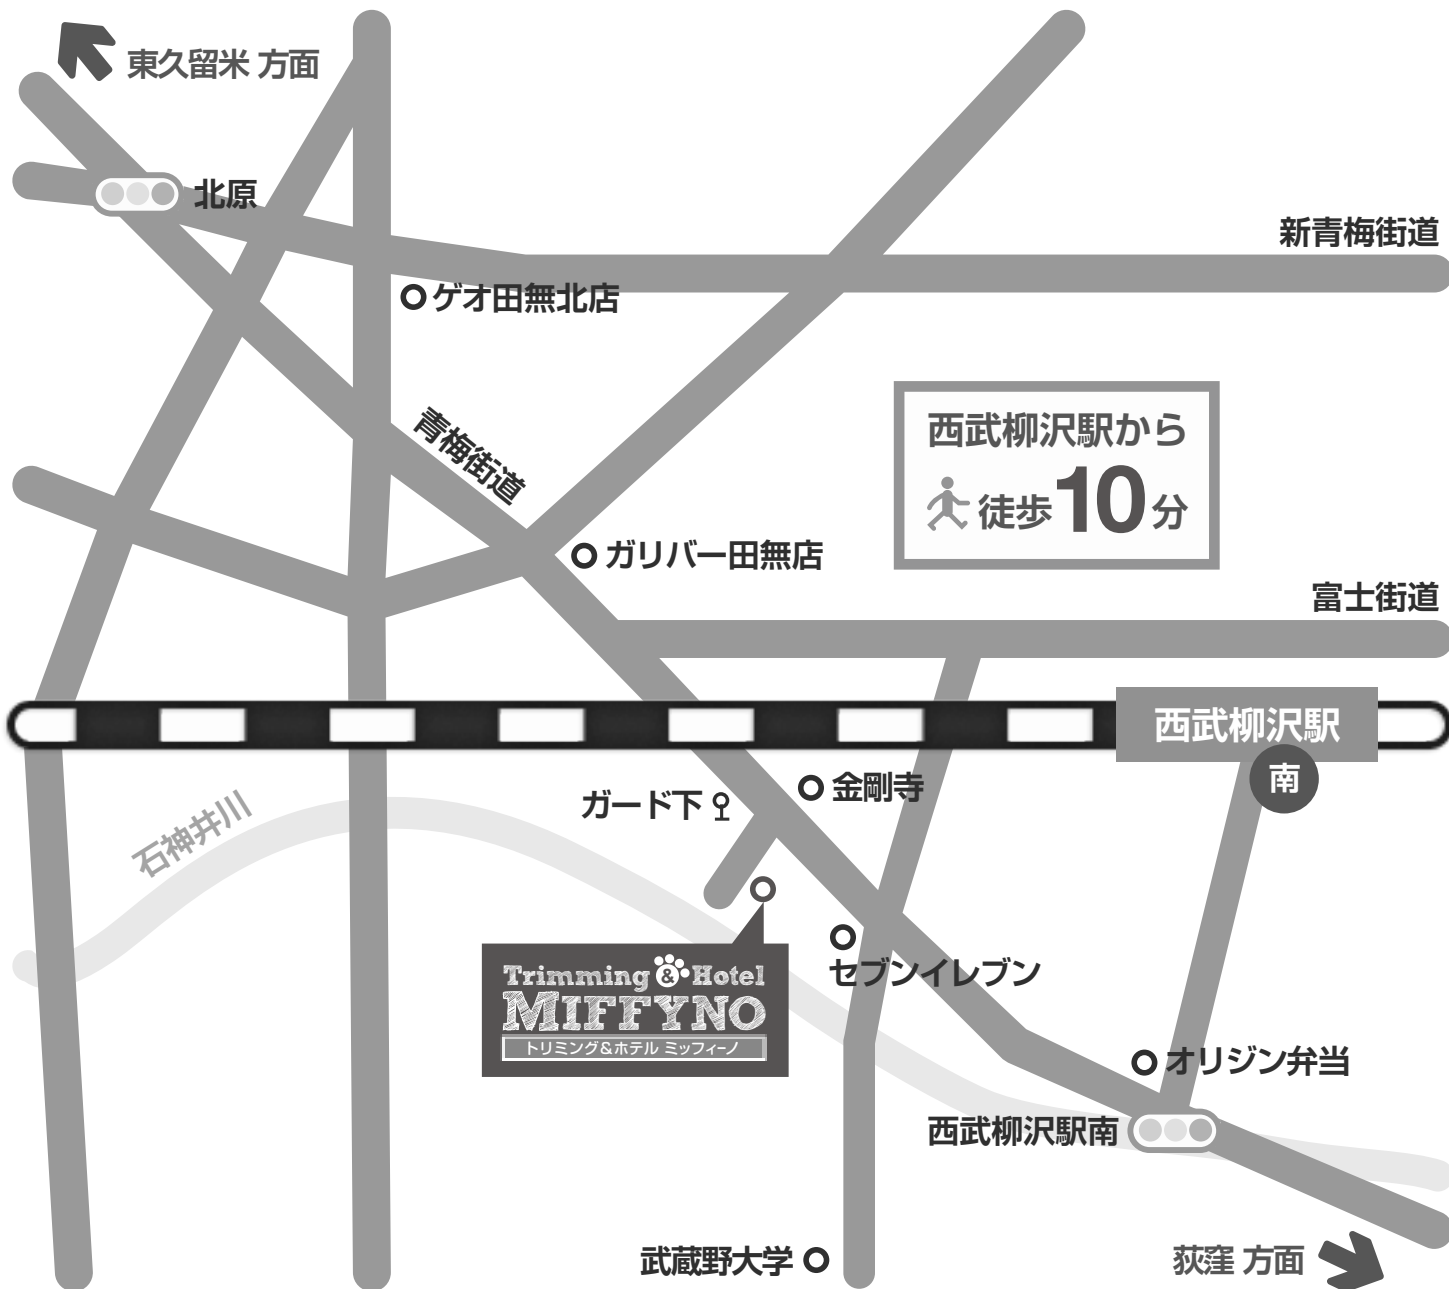 東久留米 方面
北原
新青梅街道
ゲオ田無北店
青梅街道
西武柳沢駅から
徒歩10分
ガリバー田無店
富士街道
西武柳沢駅
南
金剛寺
ガード下
石神井川
セブンイレブン
Trimming & Hotel
MIFFYNO
トリミング&ホテル ミッフィーノ
オリジン弁当
西武柳沢駅南
武蔵野大学
荻窪 方面